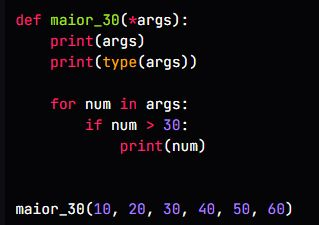 def maior_30(*args):
    print(args)
    print(type(args))

    for num in args:
        if num > 30:
            print(num)


maior_30(10, 20, 30, 40, 50, 60)